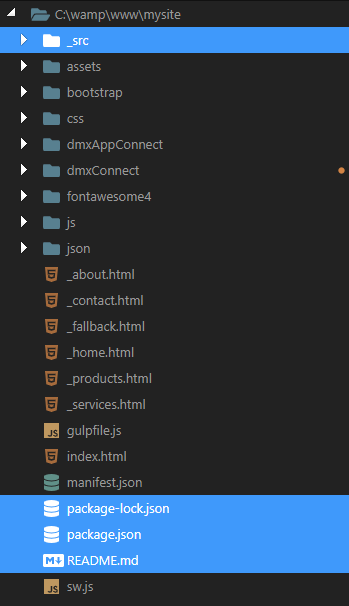 C:\wamp\www\mysite
_src
assets
bootstrap
css
dmxAppConnect
dmxConnect
fontawesome4
js
json
_about.html
_contact.html
_fallback.html
_home.html
_products.html
_services.html
JS gulpfile.js
index.html
manifest.json
package-lock.json
package.json
M README.md
JS sw.js